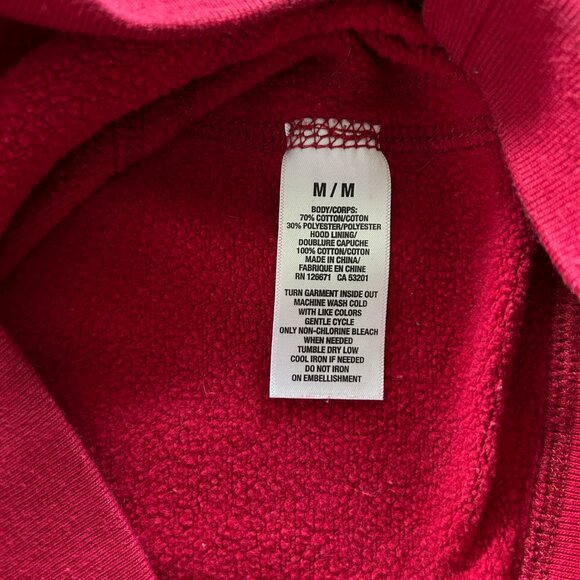 M / M
BODY/CORPS:
70% COTTON/COTON
30% POLYESTER/POLYESTER
HOOD LINING/
DOUBLURE CAPUCHE
100% COTTON/COTON
MADE IN CHINA/
FABRIQUE EN CHINE
RN 126671 CA 53201
TURN GARMENT INSIDE OUT
MACHINE WASH COLD
WITH LIKE COLORS
GENTLE CYCLE
ONLY NON-CHLORINE BLEACH
WHEN NEEDED
TUMBLE DRY LOW
COOL IRON IF NEEDED
DO NOT IRON
ON EMBELLISHMENT